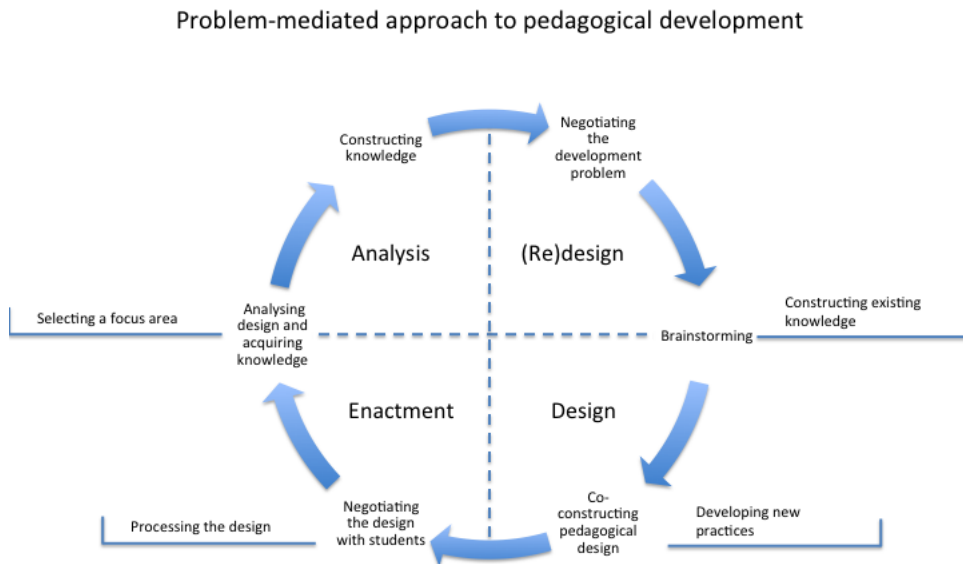 Problem-mediated approach to pedagogical development
Constructing
knowledge
Negotiating
the
development
problem
Analysis
(Re)design
Selecting a focus area
Analysing
design and
acquiring
knowledge
Brainstorming
Constructing existing
knowledge
Enactment
Design
Processing the design
Negotiating
the design
with students
Co-
constructing
pedagogical
design
Developing new
practices